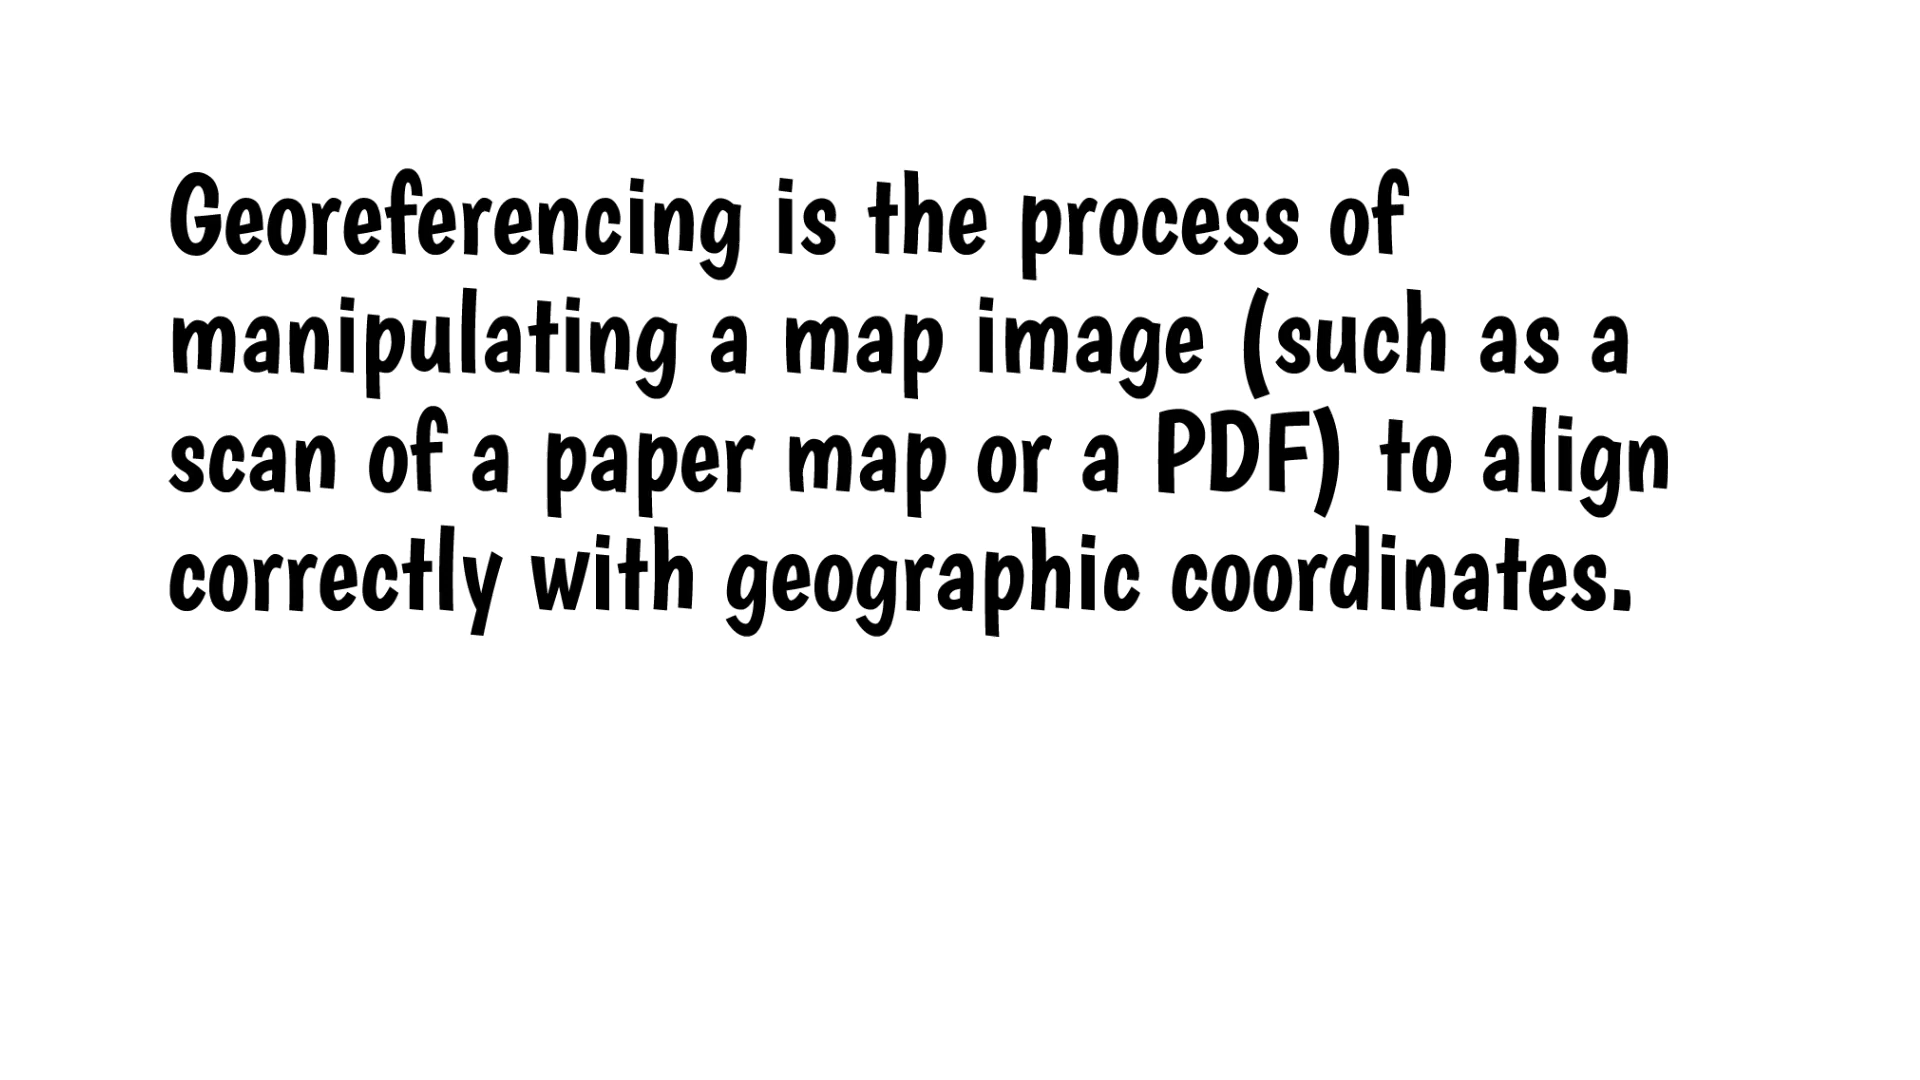 Georeferencing is the process of
manipulating a map image (such as a
scan of a paper map or a PDF) to align
correctly with geographic coordinates.